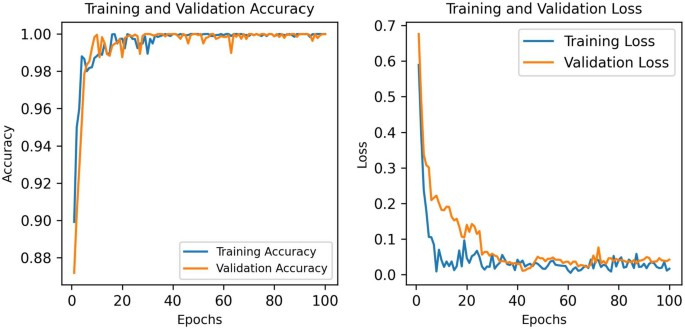 Training and Validation Accuracy
1.00
0.98
0.96
0.94
0.92
0.90
0.88
Accuracy
Training Accuracy
Validation Accuracy
0 20 40 60 80 100
Epochs
Training and Validation Loss
0.7
0.6
0.5
0.4
0.3
0.2
0.1
0.0
Loss
Training Loss
Validation Loss
0 20 40 60 80 100
Epochs